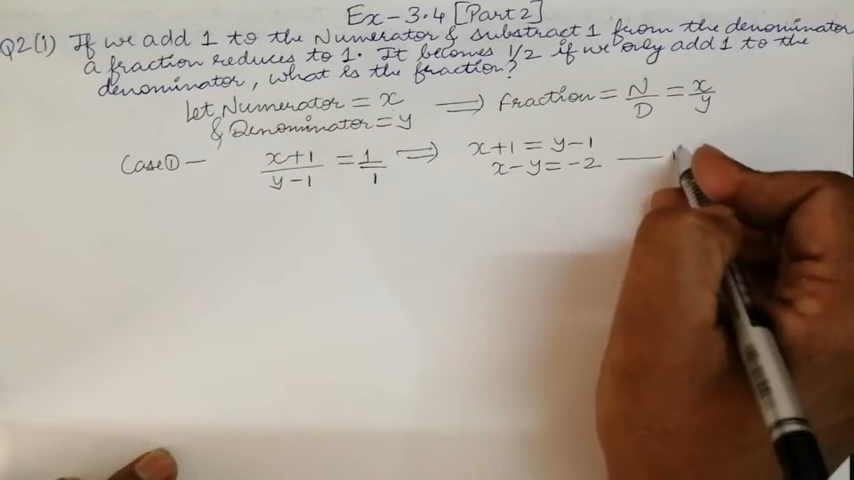 Ex-3.4 [Part 2]
Q2(1) If we add 1 to the Numerator & substract 1 from the denominator
a fraction reduces to 1. It becomes 1/2 if we only add 1 to the
denominator, what is the fraction?
Let Numerator = x ⟹ Fraction = N/D = x/y
& Denominator = y
Case① - x+1/y-1 = 1/1 ⟹ x+1 = y-1
x-y = -2 —